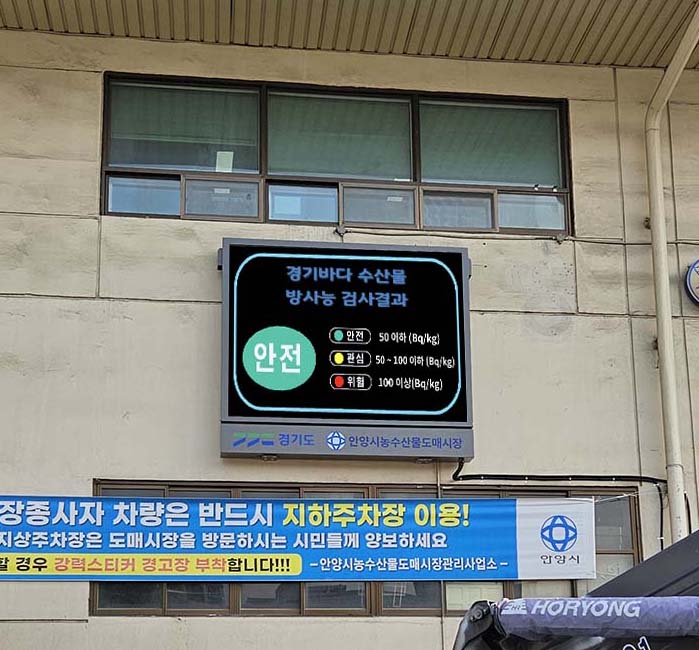 경기바다 수산물
방사능 검사결과
안전
안전 50 이하 (Bq/kg)
관심 50 ~ 100 이하 (Bq/kg)
위험 100 이상(Bq/kg)
경기도 안양시농수산물도매시장
장종사자 차량은 반드시 지하주차장 이용!
지상주차장은 도매시장을 방문하시는 시민들께 양보하세요
할 경우 강력스티커 경고장 부착합니다!!! -안양시농수산물도매시장관리사업소-
안양시
HORYONG